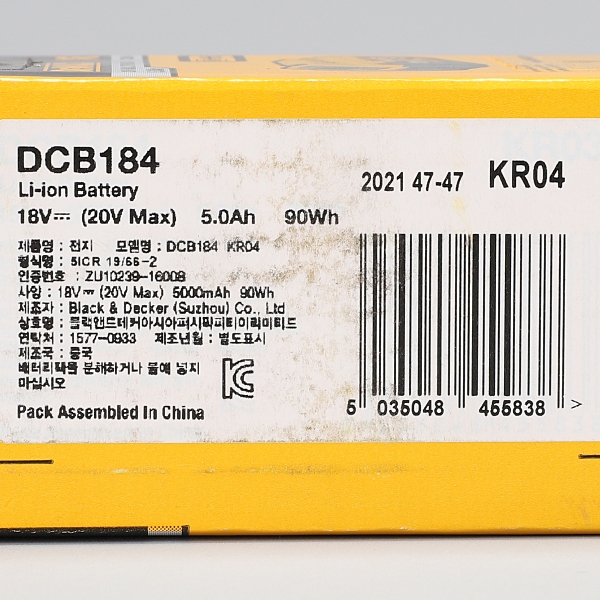 DCB184
Li-ion Battery
18V⎓ (20V Max) 5.0Ah 90Wh
2021 47-47 KR04
제품명 : 전지 모델명 : DCB184 KR04
형식명 : 5ICR 19/66-2
인증번호 : ZU10239-16008
사양 : 18V⎓ (20V Max) 5000mAh 90Wh
제조자 : Black & Decker (Suzhou) Co., Ltd
상호명 : 블랙앤드데커아시아퍼시픽피티이리미티드
연락처 : 1577-0933 제조년월 : 별도표시
제조국 : 중국
배터리팩를 분해하거나 물에 넣지
마십시오
Pack Assembled In China
5 035048 455838 >